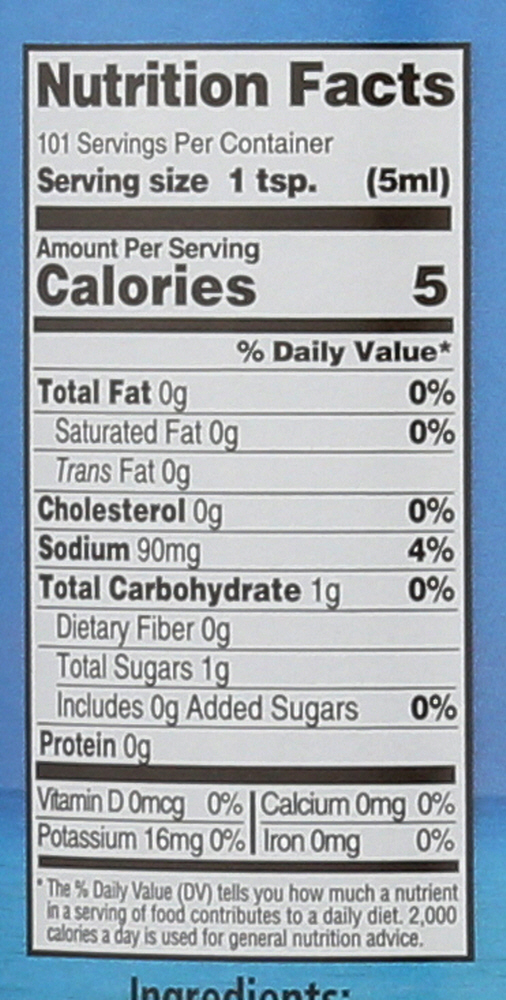 Nutrition Facts
101 Servings Per Container
Serving size 1 tsp. (5ml)
Amount Per Serving
Calories 5
% Daily Value*
Total Fat 0g 0%
Saturated Fat 0g 0%
Trans Fat 0g
Cholesterol 0g 0%
Sodium 90mg 4%
Total Carbohydrate 1g 0%
Dietary Fiber 0g
Total Sugars 1g
Includes 0g Added Sugars 0%
Protein 0g
Vitamin D 0mcg 0% | Calcium 0mg 0%
Potassium 16mg 0% | Iron 0mg 0%
* The % Daily Value (DV) tells you how much a nutrient
in a serving of food contributes to a daily diet. 2,000
calories a day is used for general nutrition advice.
Ingredients: